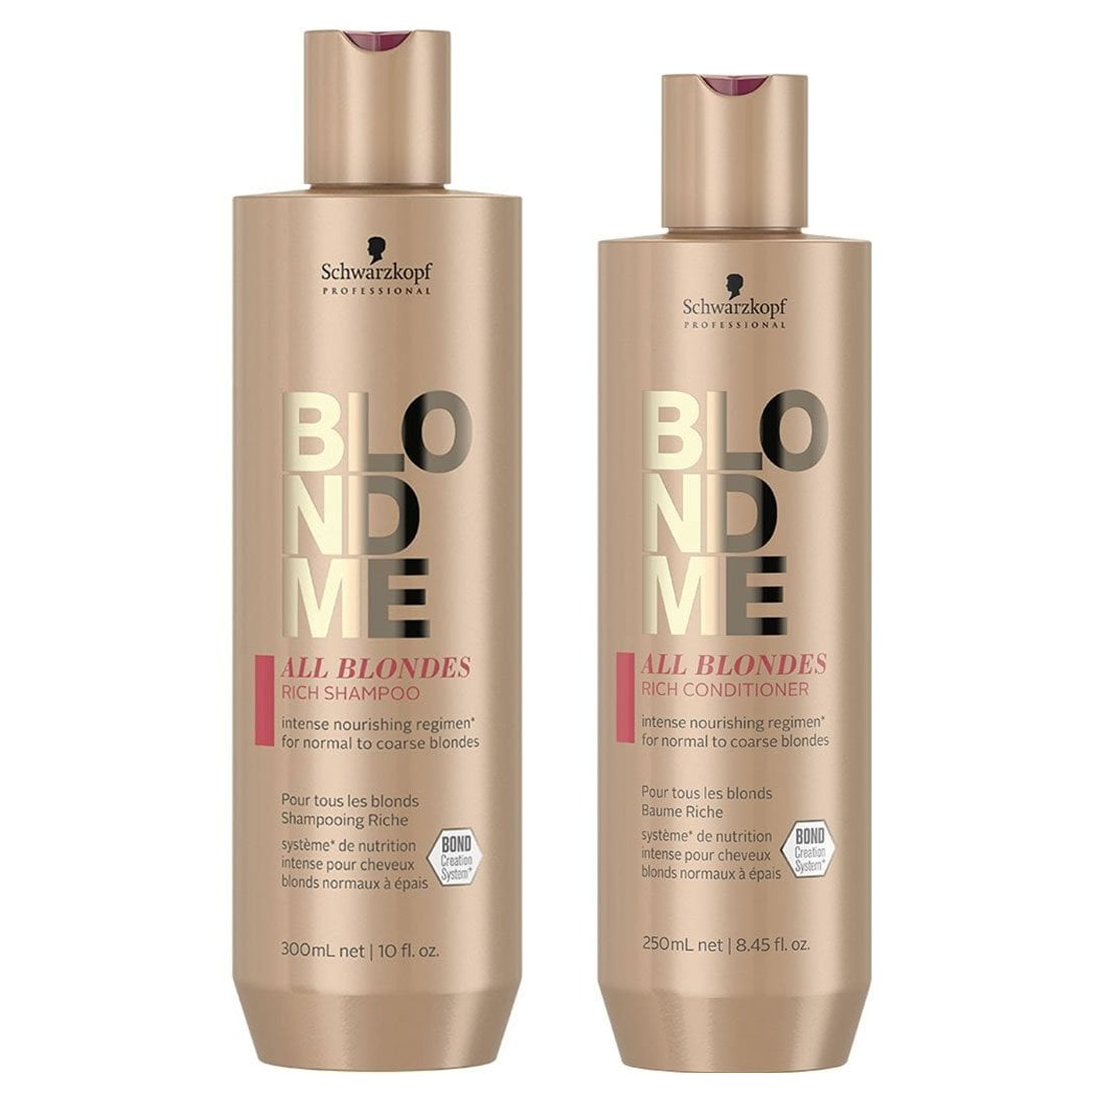 Schwarzkopf
PROFESSIONAL
BLO
ND
ME
ALL BLONDES
RICH SHAMPOO
intense nourishing regimen*
for normal to coarse blondes
Pour tous les blonds
Shampooing Riche
système* de nutrition
intense pour cheveux
blonds normaux à épais
BOND
Creation
System+
300mL net | 10 fl. oz.
Schwarzkopf
PROFESSIONAL
BLO
ND
ME
ALL BLONDES
RICH CONDITIONER
intense nourishing regimen*
for normal to coarse blondes
Pour tous les blonds
Baume Riche
système* de nutrition
intense pour cheveux
blonds normaux à épais
BOND
Creation
System+
250mL net | 8.45 fl. oz.